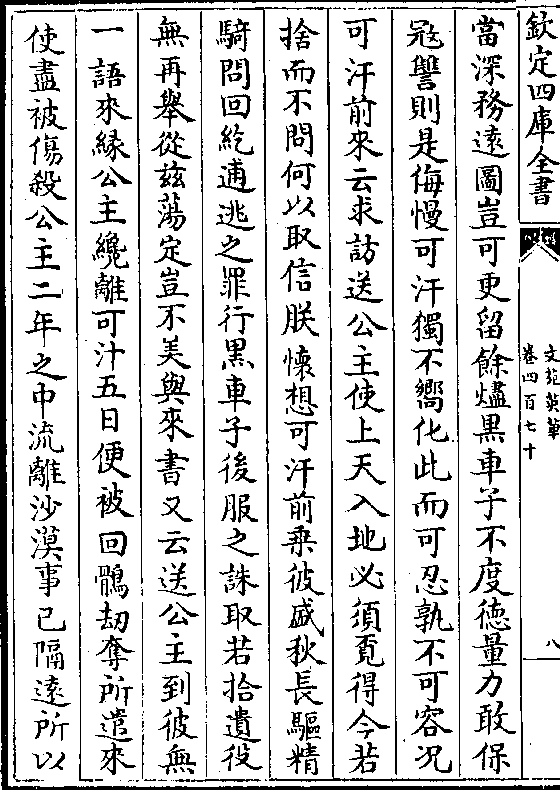 欽定四庫全書
文苑英華
卷四百七十
八
當深務遠圖豈可更留餘燼黑車子不度徳量力敢保
冦讐則是侮慢可汗獨不嚮化此而可忍孰不可容况
可汗前來云求訪送公主使上天入地必須覓得今若
捨而不問何以取信朕懷想可汗前乘彼盛秋長驅精
騎問回紇逋逃之罪行黒車子後服之誅取若拾遺役
無再舉從兹蕩定豈不美與來書又云送公主到彼無
一語來縁公主纔離可汁五日便被回鶻刼奪所遣來
使盡被傷殺公主二年之中流離沙漠事已隔逺所以